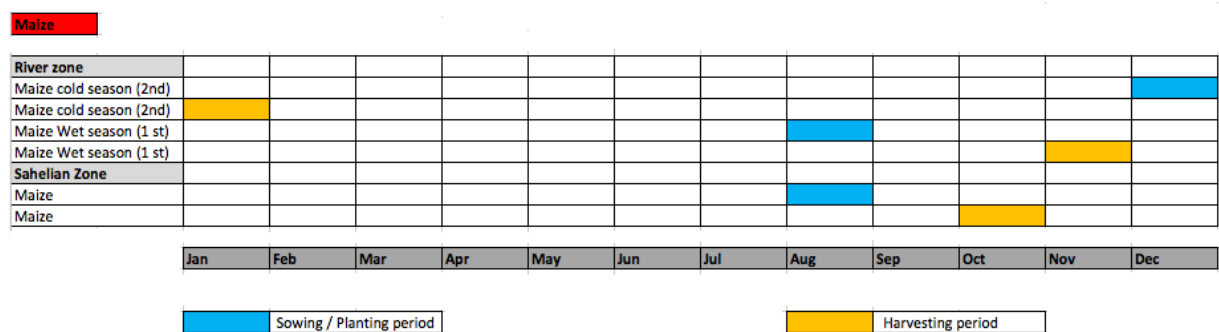 Maize
River zone
Maize cold season (2nd)
Maize cold season (2nd)
Maize Wet season (1 st)
Maize Wet season (1 st)
Sahelian Zone
Maize
Maize
Jan Feb Mar Apr May Jun Jul Aug Sep Oct Nov Dec
Sowing / Planting period Harvesting period